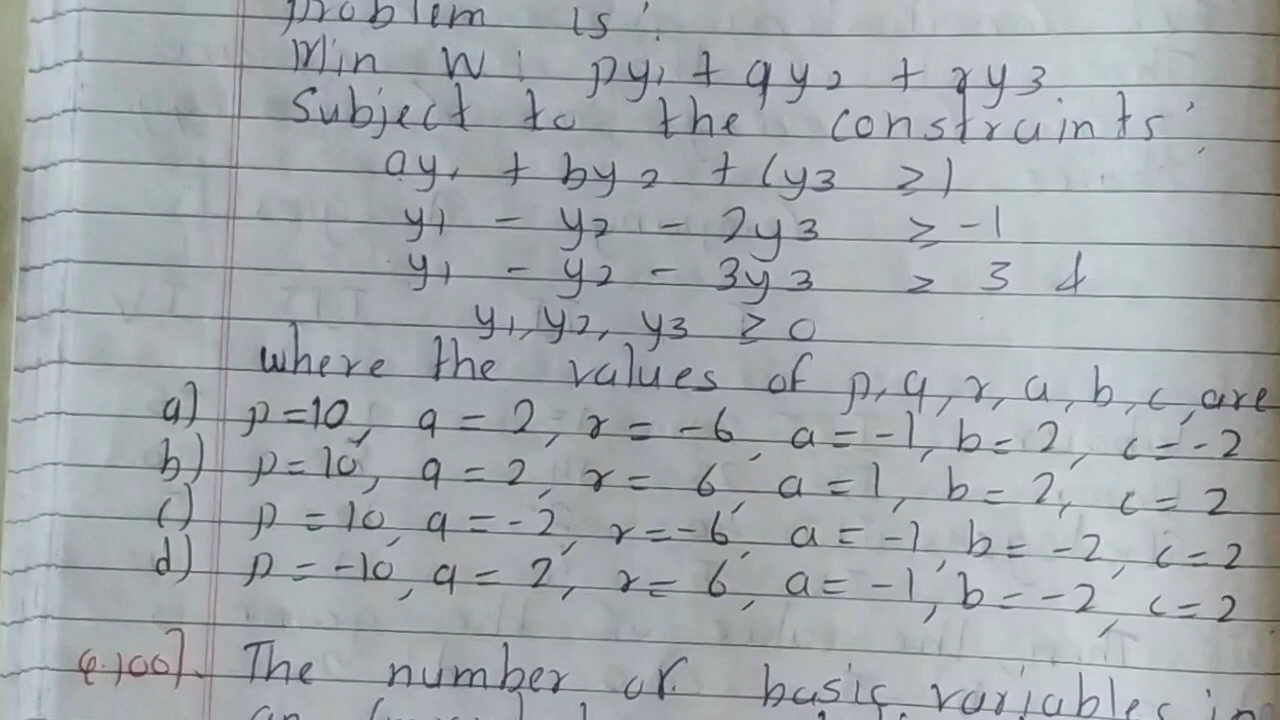 problem is:
Min W: py1 + qy2 + ry3
Subject to the constraints:
ay1 + by2 + cy3 ≥ 1
y1 - y2 - 2y3 ≥ -1
y1 - y2 - 3y3 ≥ 3 &
y1, y2, y3 ≥ 0
where the values of p, q, r, a, b, c, are
a) p=10, q = 2, r = -6, a = -1, b = 2, c = -2
b) p=10, q = 2, r = 6, a = 1, b = 2, c = 2
c) p = 10, q = -2, r = -6, a = -1, b = -2, c = 2
d) p = -10, q = 2, r = 6, a = -1, b = -2, c = 2
Q.100]. The number of basic variables in
an